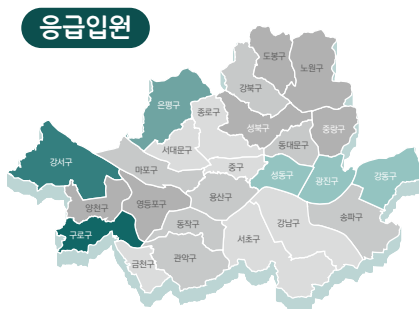 응급입원
도봉구
노원구
강북구
은평구
종로구
성북구
중랑구
서대문구
동대문구
강서구
마포구
중구
성동구
광진구
강동구
양천구
영등포구
용산구
구로구
동작구
강남구
송파구
서초구
금천구
관악구